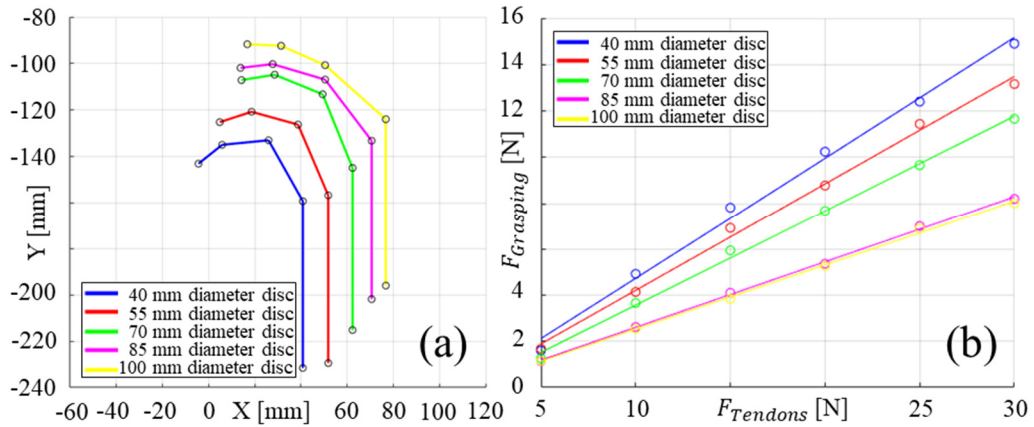 -80
-100
-120
-140
Y [mm]
-200
-220
-240
40 mm diameter disc
55 mm diameter disc
70 mm diameter disc
85 mm diameter disc
100 mm diameter disc
(a)
-60 -40 -20 0 X [mm] 60 80 100 120
16
14
12
F_Grasping [N]
4
2
0
40 mm diameter disc
55 mm diameter disc
70 mm diameter disc
85 mm diameter disc
100 mm diameter disc
(b)
5 10 F_Tendons [N] 25 30